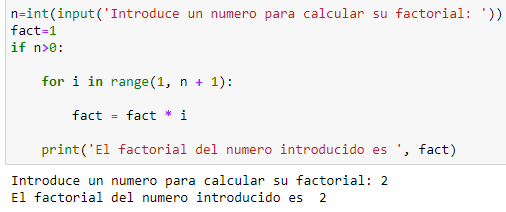 n=int(input('Introduce un numero para calcular su factorial: '))
fact=1
if n>0:
    for i in range(1, n + 1):
        fact = fact * i
    print('El factorial del numero introducido es ', fact)
Introduce un numero para calcular su factorial: 2
El factorial del numero introducido es  2